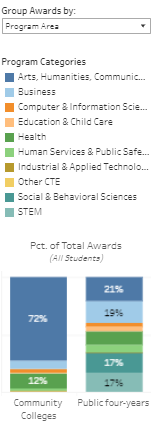 Group Awards by:
Program Area
Program Categories
Arts, Humanities, Communic...
Business
Computer & Information Scie...
Education & Child Care
Health
Human Services & Public Safe...
Industrial & Applied Technolo...
Other CTE
Social & Behavioral Sciences
STEM
Pct. of Total Awards
(All Students)
21%
72%
19%
17%
12%
17%
Community Public four-years
Colleges